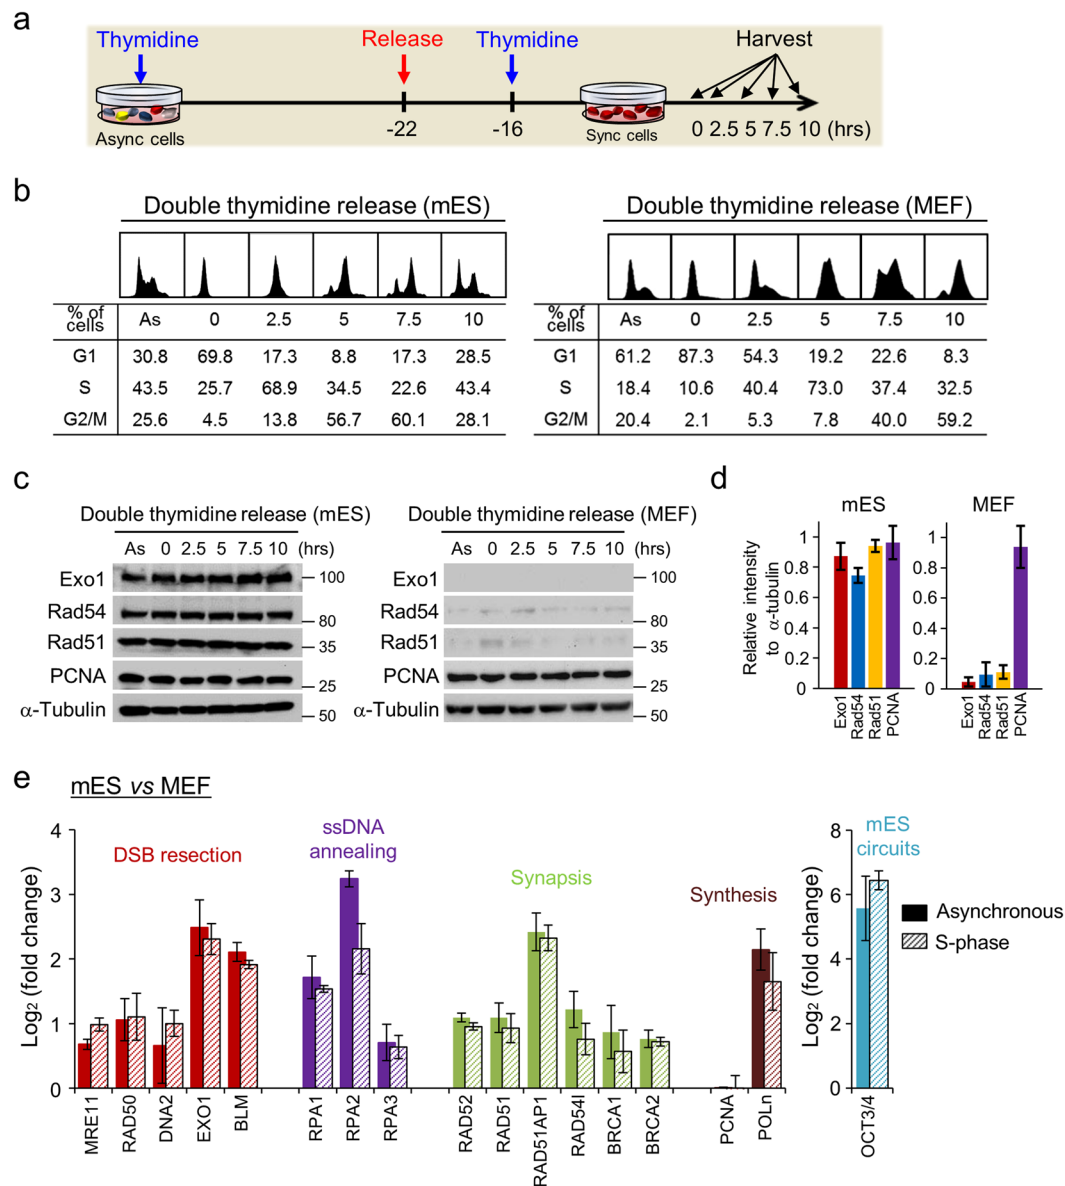 a
Thymidine
Release
Thymidine
Harvest
Async cells
-22
-16
Sync cells
0 2.5 5 7.5 10 (hrs)
b
Double thymidine release (mES)
% of cells As 0 2.5 5 7.5 10
G1 30.8 69.8 17.3 8.8 17.3 28.5
S 43.5 25.7 68.9 34.5 22.6 43.4
G2/M 25.6 4.5 13.8 56.7 60.1 28.1
Double thymidine release (MEF)
% of cells As 0 2.5 5 7.5 10
G1 61.2 87.3 54.3 19.2 22.6 8.3
S 18.4 10.6 40.4 73.0 37.4 32.5
G2/M 20.4 2.1 5.3 7.8 40.0 59.2
c
Double thymidine release (mES)
As 0 2.5 5 7.5 10 (hrs)
Exo1 100
Rad54 80
Rad51 35
PCNA 25
α-Tubulin 50
Double thymidine release (MEF)
As 0 2.5 5 7.5 10 (hrs)
Exo1 100
Rad54 80
Rad51 35
PCNA 25
α-Tubulin 50
d
mES
Relative intensity
to α-tubulin
1
0.8
0.6
0.4
0.2
0
Exo1
Rad54
Rad51
PCNA
MEF
1
0.8
0.6
0.4
0.2
0
Exo1
Rad54
Rad51
PCNA
e
mES vs MEF
Log2 (fold change)
4
3
2
1
0
DSB resection
ssDNA
annealing
Synapsis
Synthesis
MRE11
RAD50
DNA2
EXO1
BLM
RPA1
RPA2
RPA3
RAD52
RAD51
RAD51AP1
RAD54l
BRCA1
BRCA2
PCNA
POLn
mES
circuits
Log2 (fold change)
8
6
4
2
0
OCT3/4
Asynchronous
S-phase